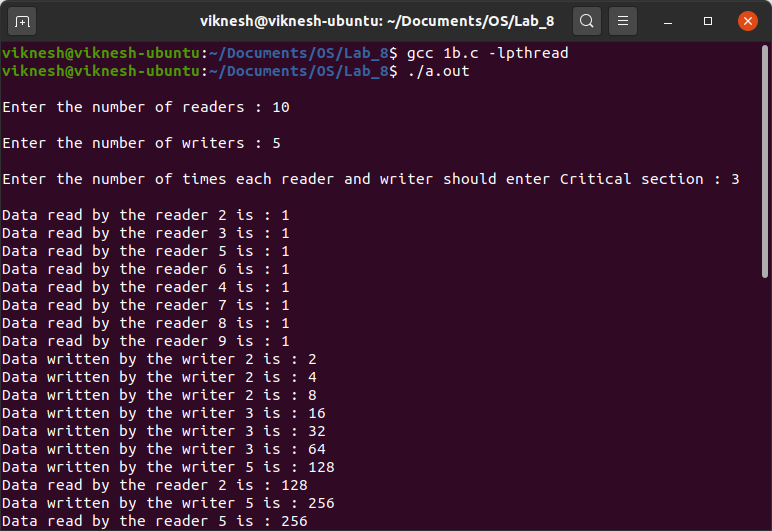 viknesh@viknesh-ubuntu: ~/Documents/OS/Lab_8
viknesh@viknesh-ubuntu:~/Documents/OS/Lab_8$ gcc 1b.c -lpthread
viknesh@viknesh-ubuntu:~/Documents/OS/Lab_8$ ./a.out
Enter the number of readers : 10
Enter the number of writers : 5
Enter the number of times each reader and writer should enter Critical section : 3
Data read by the reader 2 is : 1
Data read by the reader 3 is : 1
Data read by the reader 5 is : 1
Data read by the reader 6 is : 1
Data read by the reader 4 is : 1
Data read by the reader 7 is : 1
Data read by the reader 8 is : 1
Data read by the reader 9 is : 1
Data written by the writer 2 is : 2
Data written by the writer 2 is : 4
Data written by the writer 2 is : 8
Data written by the writer 3 is : 16
Data written by the writer 3 is : 32
Data written by the writer 3 is : 64
Data written by the writer 5 is : 128
Data read by the reader 2 is : 128
Data written by the writer 5 is : 256
Data read by the reader 5 is : 256